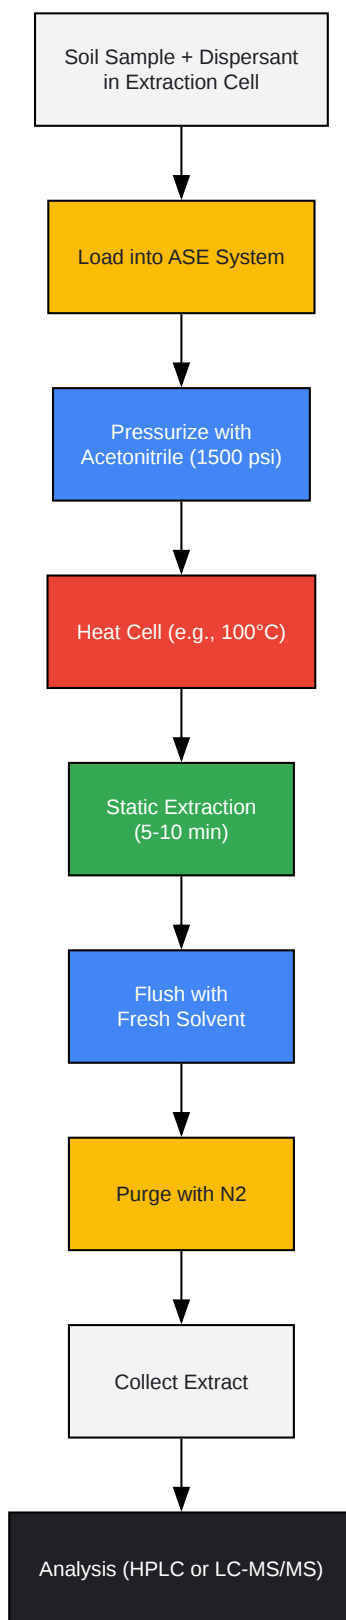 Soil Sample + Dispersant
in Extraction Cell
Load into ASE System
Pressurize with
Acetonitrile (1500 psi)
Heat Cell (e.g., 100°C)
Static Extraction
(5-10 min)
Flush with
Fresh Solvent
Purge with N2
Collect Extract
Analysis (HPLC or LC-MS/MS)